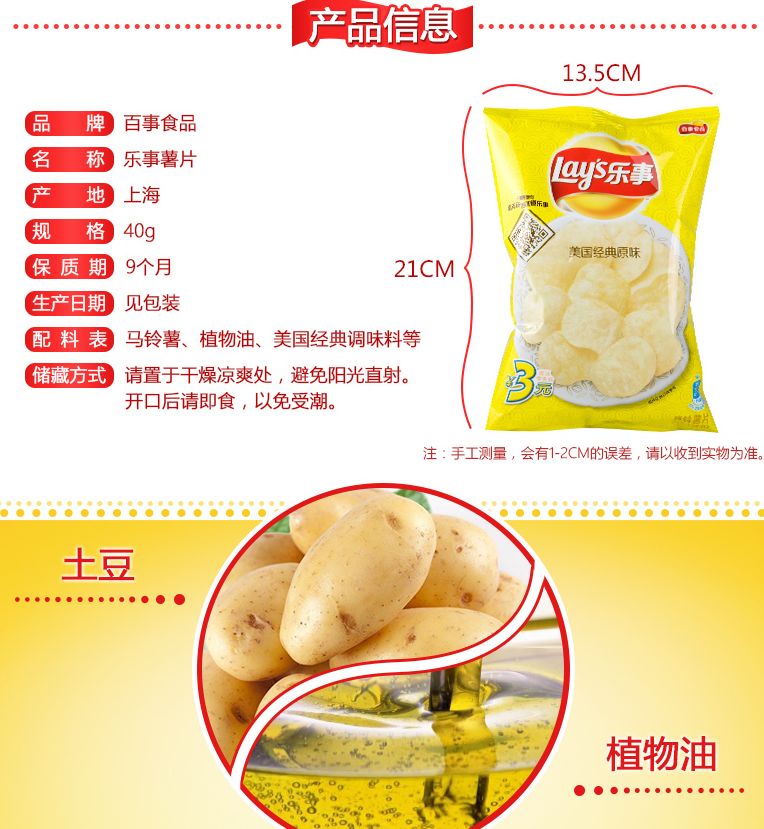 产品信息
13.5CM
品牌 百事食品
名称 乐事薯片
产地 上海
规格 40g
保质期 9个月
生产日期 见包装
配料表 马铃薯、植物油、美国经典调味料等
储藏方式 请置于干燥凉爽处，避免阳光直射。
开口后请即食，以免受潮。
21CM
百事食品
Lay's乐事
美国经典原味
¥3元
注：手工测量，会有1-2CM的误差，请以收到实物为准。
土豆
植物油